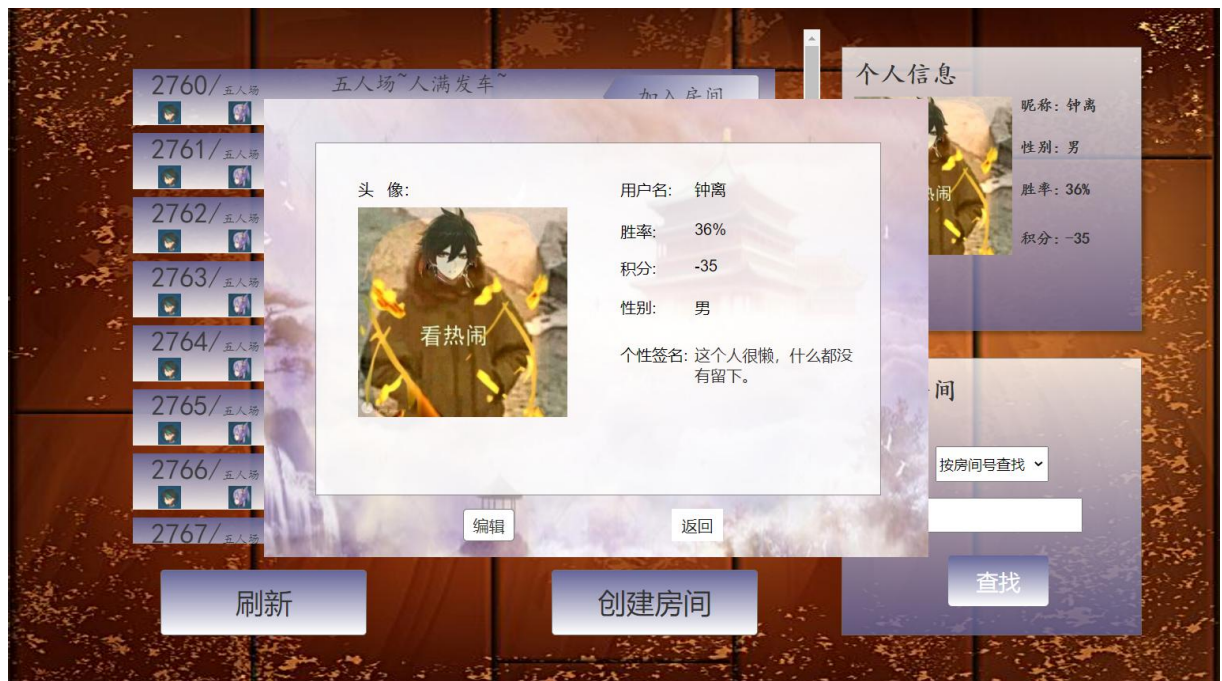 2760/五人场
五人场~人满发车~
加入房间
2761/五人场
2762/五人场
2763/五人场
2764/五人场
2765/五人场
2766/五人场
2767/五人场
头 像:
看热闹
用户名: 钟离
胜率: 36%
积分: -35
性别: 男
个性签名: 这个人很懒，什么都没
有留下。
编辑
返回
刷新
创建房间
个人信息
热闹
昵称: 钟离
性别: 男
胜率: 36%
积分: -35
间
按房间号查找
查找